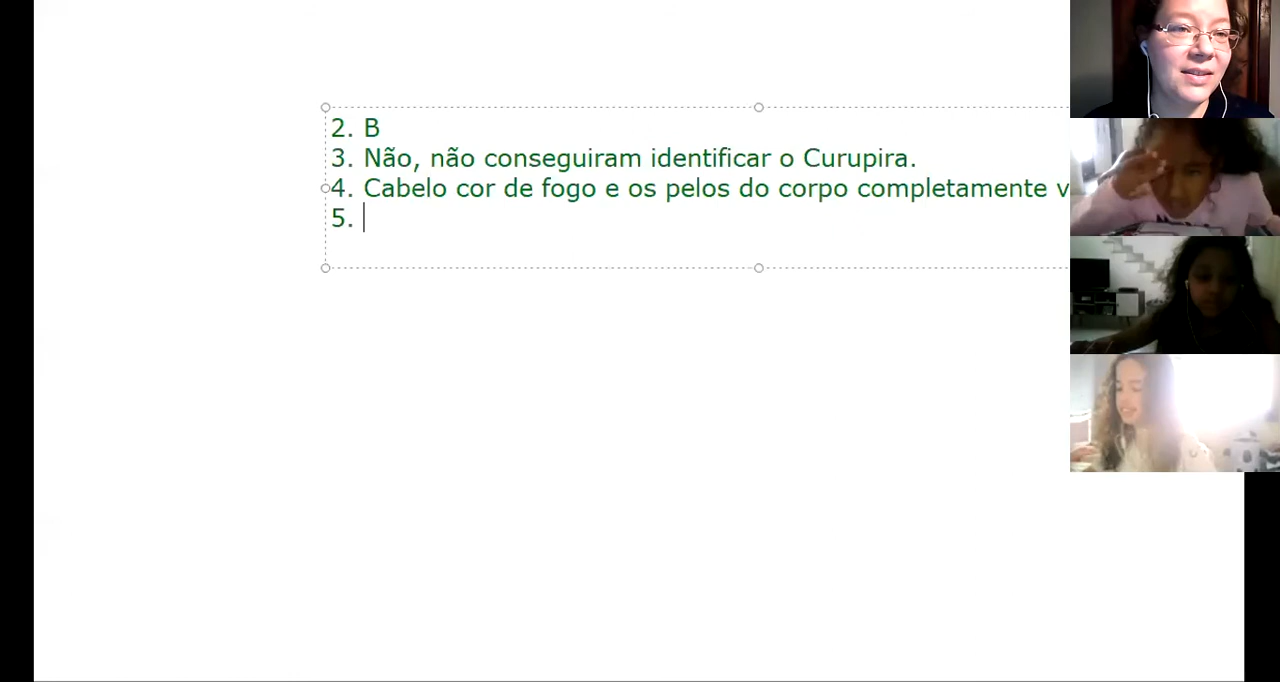 2. B
3. Não, não conseguiram identificar o Curupira.
4. Cabelo cor de fogo e os pelos do corpo completamente
5.